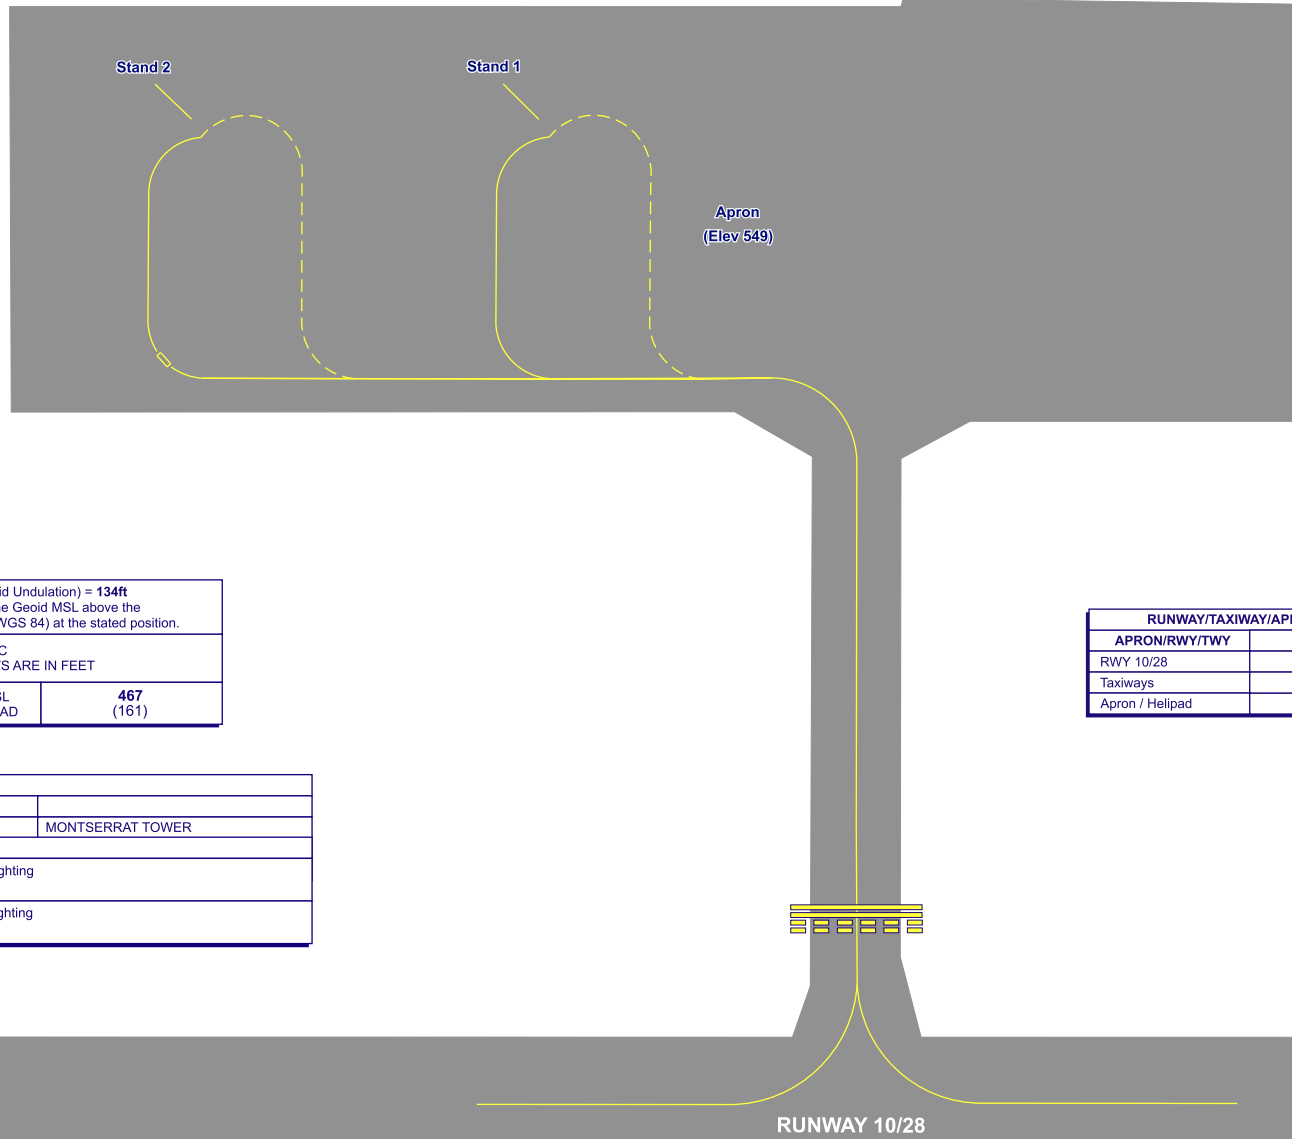 Stand 2
Stand 1
Apron
(Elev 549)
id Undulation) = 134ft
e Geoid MSL above the
WGS 84) at the stated position.
C
S ARE IN FEET
SL
AD
467
(161)
RUNWAY/TAXIWAY/AP
APRON/RWY/TWY
RWY 10/28
Taxiways
Apron / Helipad
MONTSERRAT TOWER
ghting
ghting
RUNWAY 10/28